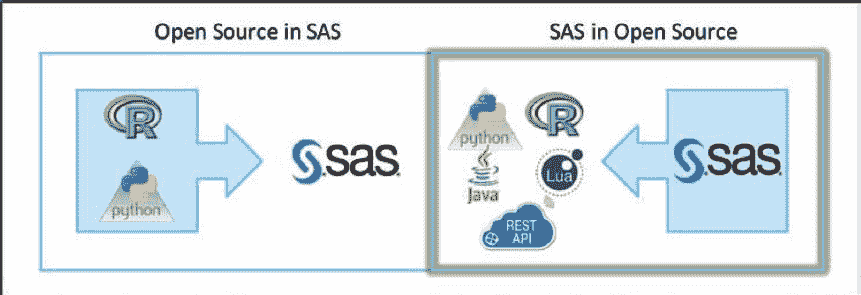 Open Source in SAS
SAS in Open Source
R
python
sas
python
R
Java
Lua
REST
API
sas